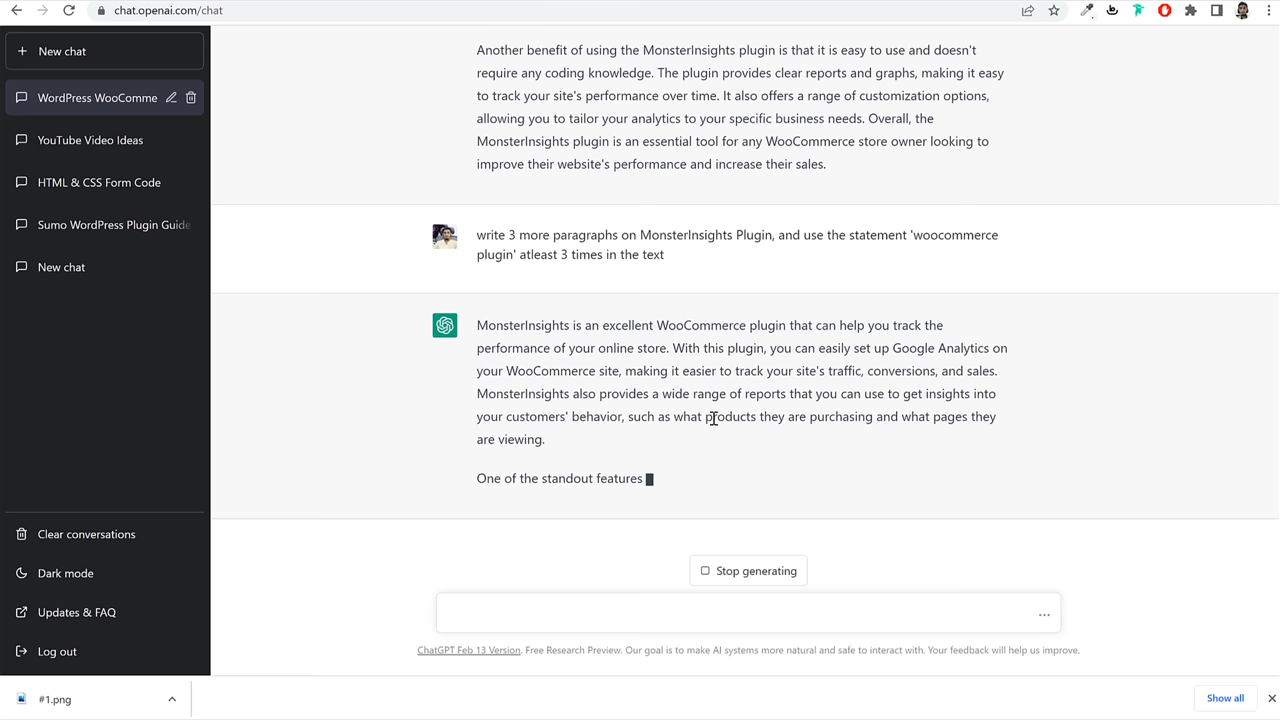 chat.openai.com/chat
New chat
WordPress WooComme
YouTube Video Ideas
HTML & CSS Form Code
Sumo WordPress Plugin Guide
New chat
Clear conversations
Dark mode
Updates & FAQ
Log out
Another benefit of using the MonsterInsights plugin is that it is easy to use and doesn't
require any coding knowledge. The plugin provides clear reports and graphs, making it easy
to track your site's performance over time. It also offers a range of customization options,
allowing you to tailor your analytics to your specific business needs. Overall, the
MonsterInsights plugin is an essential tool for any WooCommerce store owner looking to
improve their website's performance and increase their sales.
write 3 more paragraphs on MonsterInsights Plugin, and use the statement 'woocommerce
plugin' atleast 3 times in the text
MonsterInsights is an excellent WooCommerce plugin that can help you track the
performance of your online store. With this plugin, you can easily set up Google Analytics on
your WooCommerce site, making it easier to track your site's traffic, conversions, and sales.
MonsterInsights also provides a wide range of reports that you can use to get insights into
your customers' behavior, such as what products they are purchasing and what pages they
are viewing.
One of the standout features
Stop generating
ChatGPT Feb 13 Version. Free Research Preview. Our goal is to make AI systems more natural and safe to interact with. Your feedback will help us improve.
#1.png
Show all